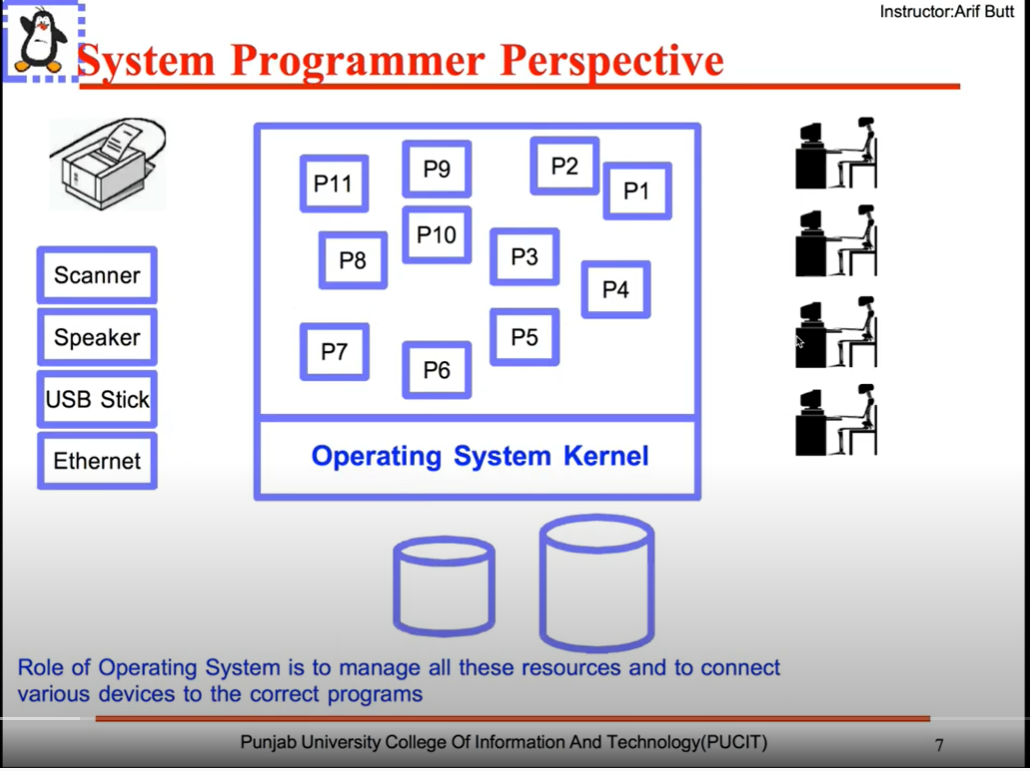 Instructor:Arif Butt
System Programmer Perspective
P11
P9
P2
P1
P10
P8
P3
P4
P7
P6
P5
Scanner
Speaker
USB Stick
Ethernet
Operating System Kernel
Role of Operating System is to manage all these resources and to connect
various devices to the correct programs
Punjab University College Of Information And Technology(PUCIT)
7